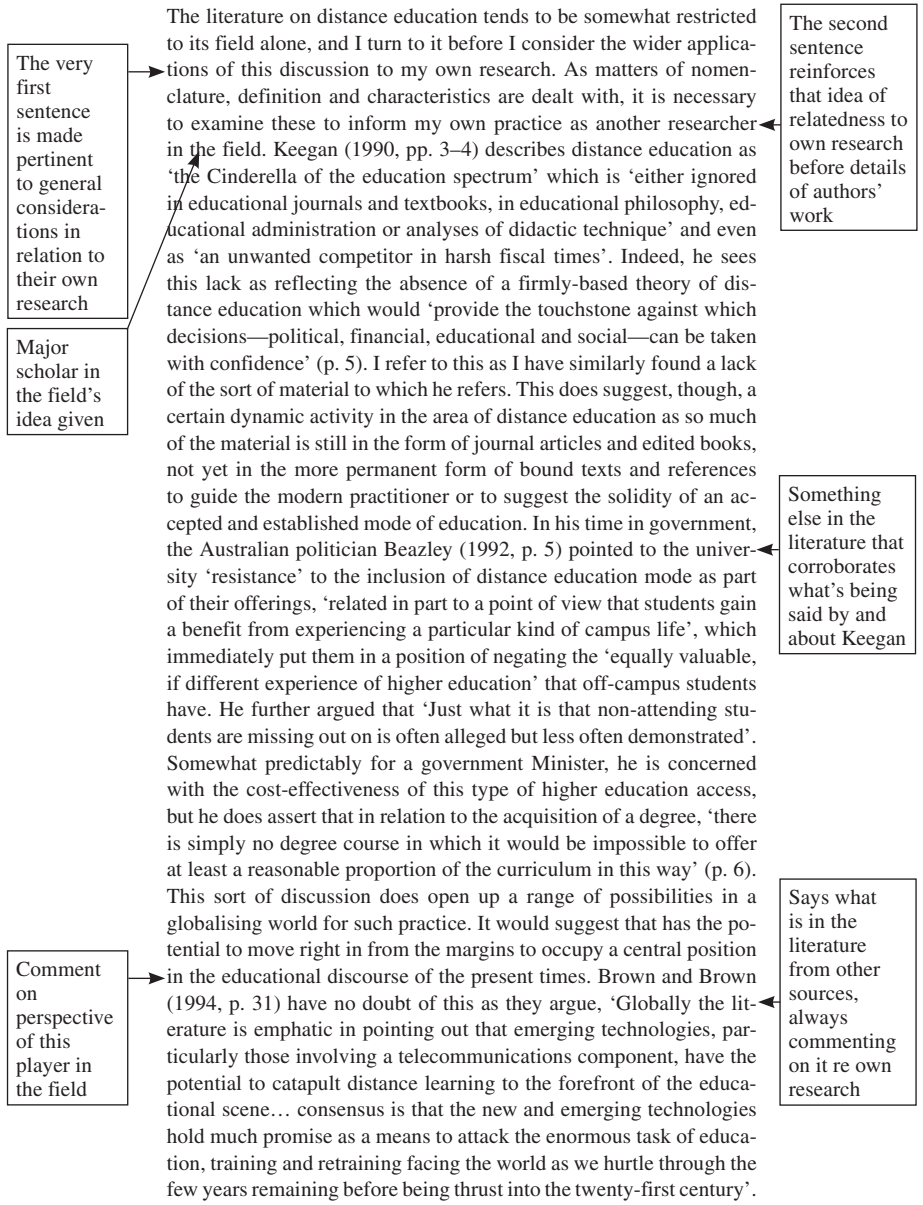 The literature on distance education tends to be somewhat restricted
to its field alone, and I turn to it before I consider the wider applica-
tions of this discussion to my own research. As matters of nomen-
clature, definition and characteristics are dealt with, it is necessary
to examine these to inform my own practice as another researcher
in the field. Keegan (1990, pp. 3–4) describes distance education as
‘the Cinderella of the education spectrum’ which is ‘either ignored
in educational journals and textbooks, in educational philosophy, ed-
ucational administration or analyses of didactic technique’ and even
as ‘an unwanted competitor in harsh fiscal times’. Indeed, he sees
this lack as reflecting the absence of a firmly-based theory of dis-
tance education which would ‘provide the touchstone against which
decisions—political, financial, educational and social—can be taken
with confidence’ (p. 5). I refer to this as I have similarly found a lack
of the sort of material to which he refers. This does suggest, though, a
certain dynamic activity in the area of distance education as so much
of the material is still in the form of journal articles and edited books,
not yet in the more permanent form of bound texts and references
to guide the modern practitioner or to suggest the solidity of an ac-
cepted and established mode of education. In his time in government,
the Australian politician Beazley (1992, p. 5) pointed to the univer-
sity ‘resistance’ to the inclusion of distance education mode as part
of their offerings, ‘related in part to a point of view that students gain
a benefit from experiencing a particular kind of campus life’, which
immediately put them in a position of negating the ‘equally valuable,
if different experience of higher education’ that off-campus students
have. He further argued that ‘Just what it is that non-attending stu-
dents are missing out on is often alleged but less often demonstrated’.
Somewhat predictably for a government Minister, he is concerned
with the cost-effectiveness of this type of higher education access,
but he does assert that in relation to the acquisition of a degree, ‘there
is simply no degree course in which it would be impossible to offer
at least a reasonable proportion of the curriculum in this way’ (p. 6).
This sort of discussion does open up a range of possibilities in a
globalising world for such practice. It would suggest that has the po-
tential to move right in from the margins to occupy a central position
in the educational discourse of the present times. Brown and Brown
(1994, p. 31) have no doubt of this as they argue, ‘Globally the lit-
erature is emphatic in pointing out that emerging technologies, par-
ticularly those involving a telecommunications component, have the
potential to catapult distance learning to the forefront of the educa-
tional scene… consensus is that the new and emerging technologies
hold much promise as a means to attack the enormous task of educa-
tion, training and retraining facing the world as we hurtle through the
few years remaining before being thrust into the twenty-first century’.
The very
first
sentence
is made
pertinent
to general
considera-
tions in
relation to
their own
research
Major
scholar in
the field’s
idea given
Comment
on
perspective
of this
player in
the field
The second
sentence
reinforces
that idea of
relatedness to
own research
before details
of authors’
work
Something
else in the
literature that
corroborates
what’s being
said by and
about Keegan
Says what
is in the
literature
from other
sources,
always
commenting
on it re own
research